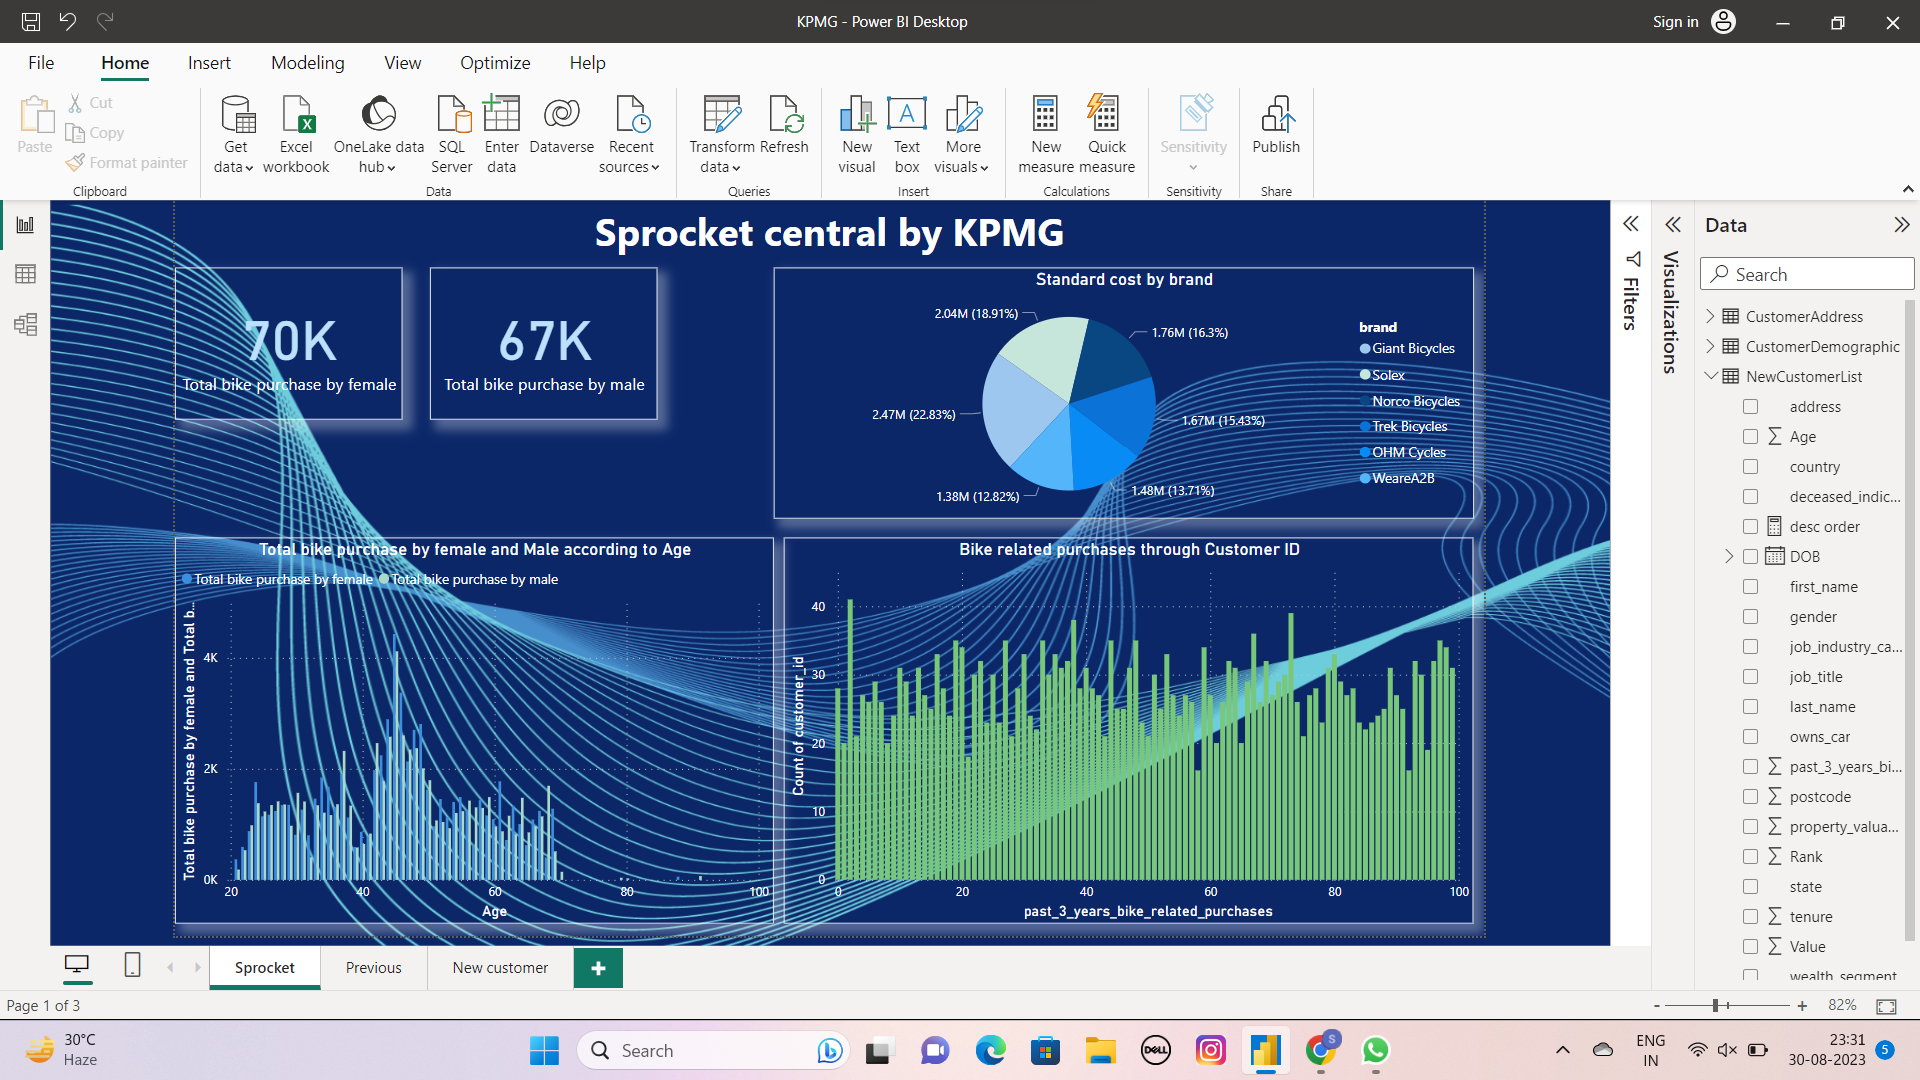 KPMG - Power BI Desktop
Sign in
File
Home
Insert
Modeling
View
Optimize
Help
Paste
Cut
Copy
Format painter
Clipboard
Get data
Excel workbook
OneLake data hub
SQL Server
Enter data
Dataverse
Recent sources
Data
Transform data
Refresh
Queries
New visual
Text box
More visuals
Insert
New measure
Quick measure
Calculations
Sensitivity
Sensitivity
Publish
Share
Sprocket central by KPMG
70K
Total bike purchase by female
67K
Total bike purchase by male
Standard cost by brand
2.04M (18.91%)
1.76M (16.3%)
2.47M (22.83%)
1.67M (15.43%)
1.38M (12.82%)
1.48M (13.71%)
brand
Giant Bicycles
Solex
Norco Bicycles
Trek Bicycles
OHM Cycles
WeareA2B
Total bike purchase by female and Male according to Age
Total bike purchase by female
Total bike purchase by male
Total bike purchase by female and Total b...
4K
2K
0K
20 40 60 80 100
Age
Bike related purchases through Customer ID
Count of customer_id
40
30
20
10
0
0 20 40 60 80 100
past_3_years_bike_related_purchases
Filters
Visualizations
Data
Search
CustomerAddress
CustomerDemographic
NewCustomerList
address
Age
country
deceased_indic...
desc order
DOB
first_name
gender
job_industry_ca...
job_title
last_name
owns_car
past_3_years_bi...
postcode
property_valua...
Rank
state
tenure
Value
wealth_segment
Sprocket
Previous
New customer
Page 1 of 3
82%
30°C
Haze
Search
DELL
S
ENG
IN
23:31
30-08-2023
5